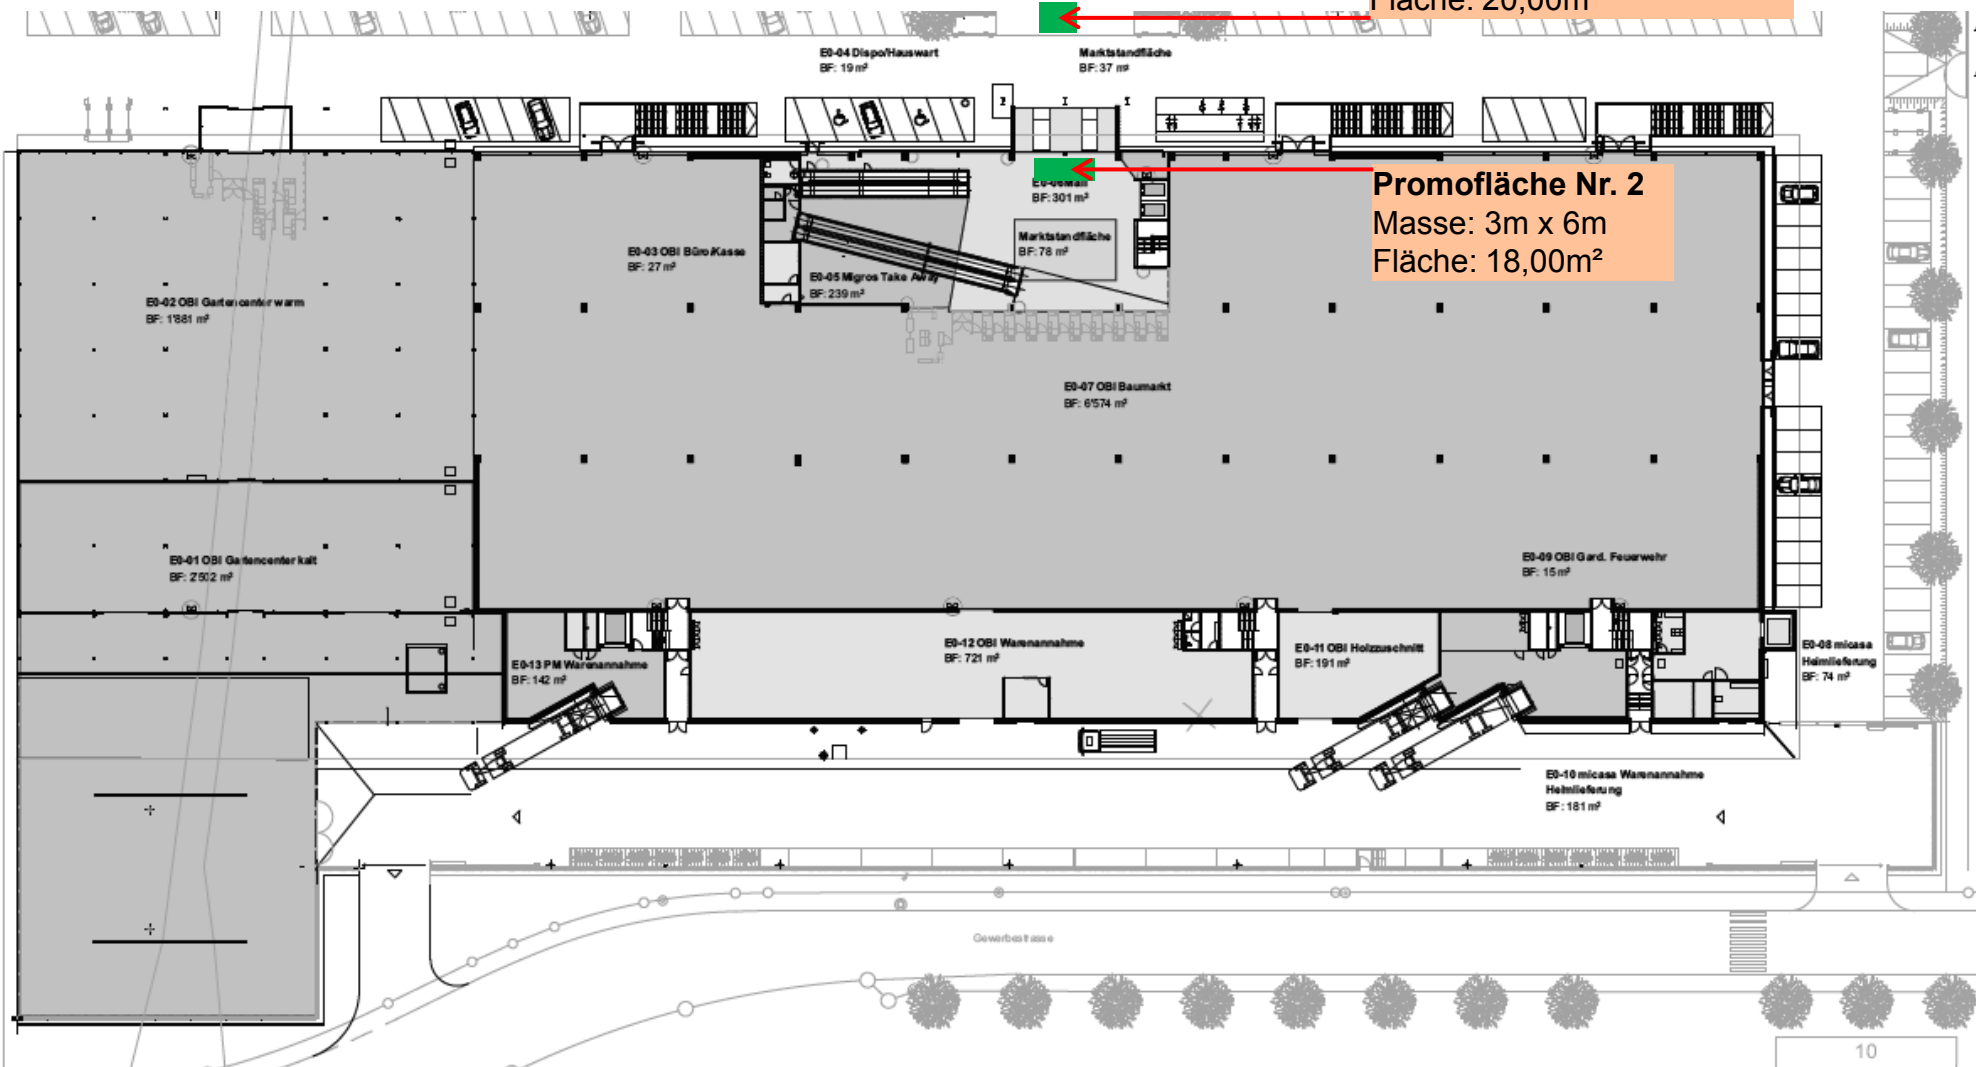 Fläche: 20,00m
E0-04 Dispo/Hauswart
BF: 19 m²
Marktstandfläche
BF: 37 m²
Promofläche Nr. 2
Masse: 3m x 6m
Fläche: 18,00m²
E0-06 Mall
BF: 301 m²
Marktstandfläche
BF: 78 m²
E0-03 OBI Büro/Kasse
BF: 27 m²
E0-05 Migros Take Away
BF: 239 m²
E0-02 OBI Gartencenter warm
BF: 1'881 m²
E0-07 OBI Baumarkt
BF: 6'574 m²
E0-01 OBI Gartencenter kalt
BF: 2'502 m²
E0-09 OBI Gard. Feuerwehr
BF: 15 m²
E0-13 PM Warenannahme
BF: 142 m²
E0-12 OBI Warenannahme
BF: 721 m²
E0-11 OBI Holzzuschnitt
BF: 191 m²
E0-08 micasa
Heimlieferung
BF: 74 m²
E0-10 micasa Warenannahme
Heimlieferung
BF: 181 m²
Gewerbestrasse
10